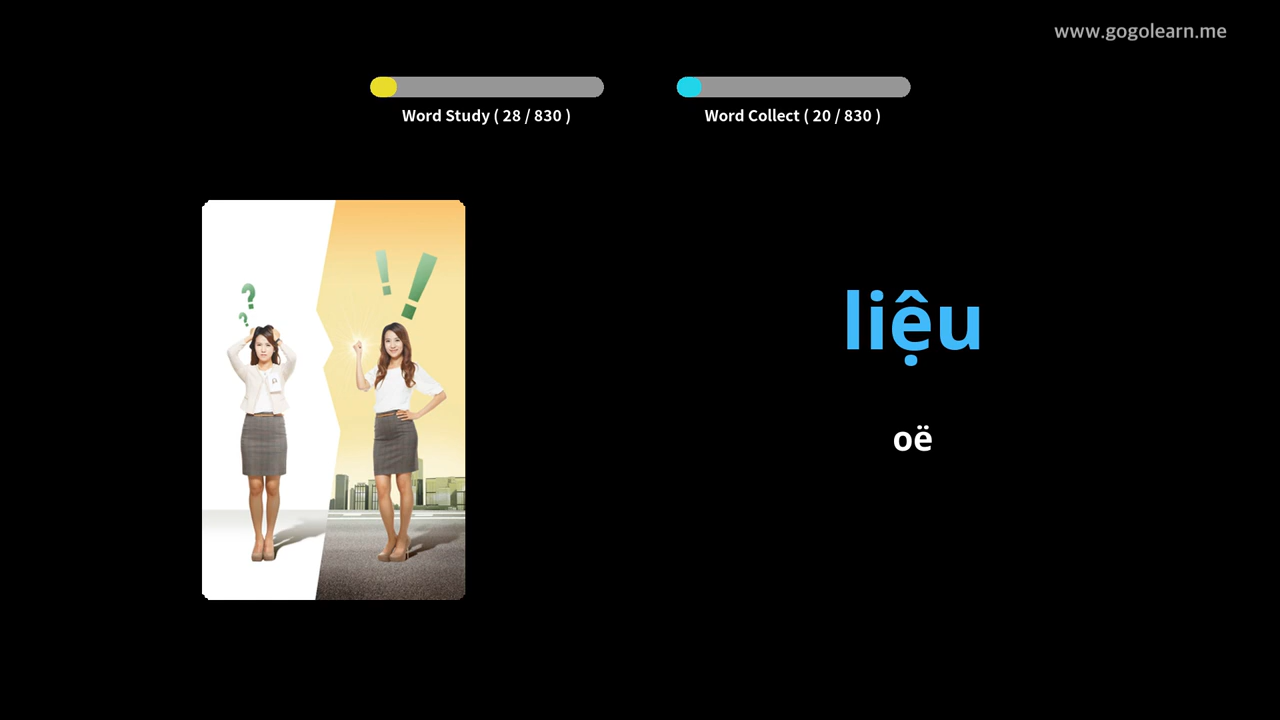 www.gogolearn.me
Word Study ( 28 / 830 )
Word Collect ( 20 / 830 )
? ?
! !
liệu
oë